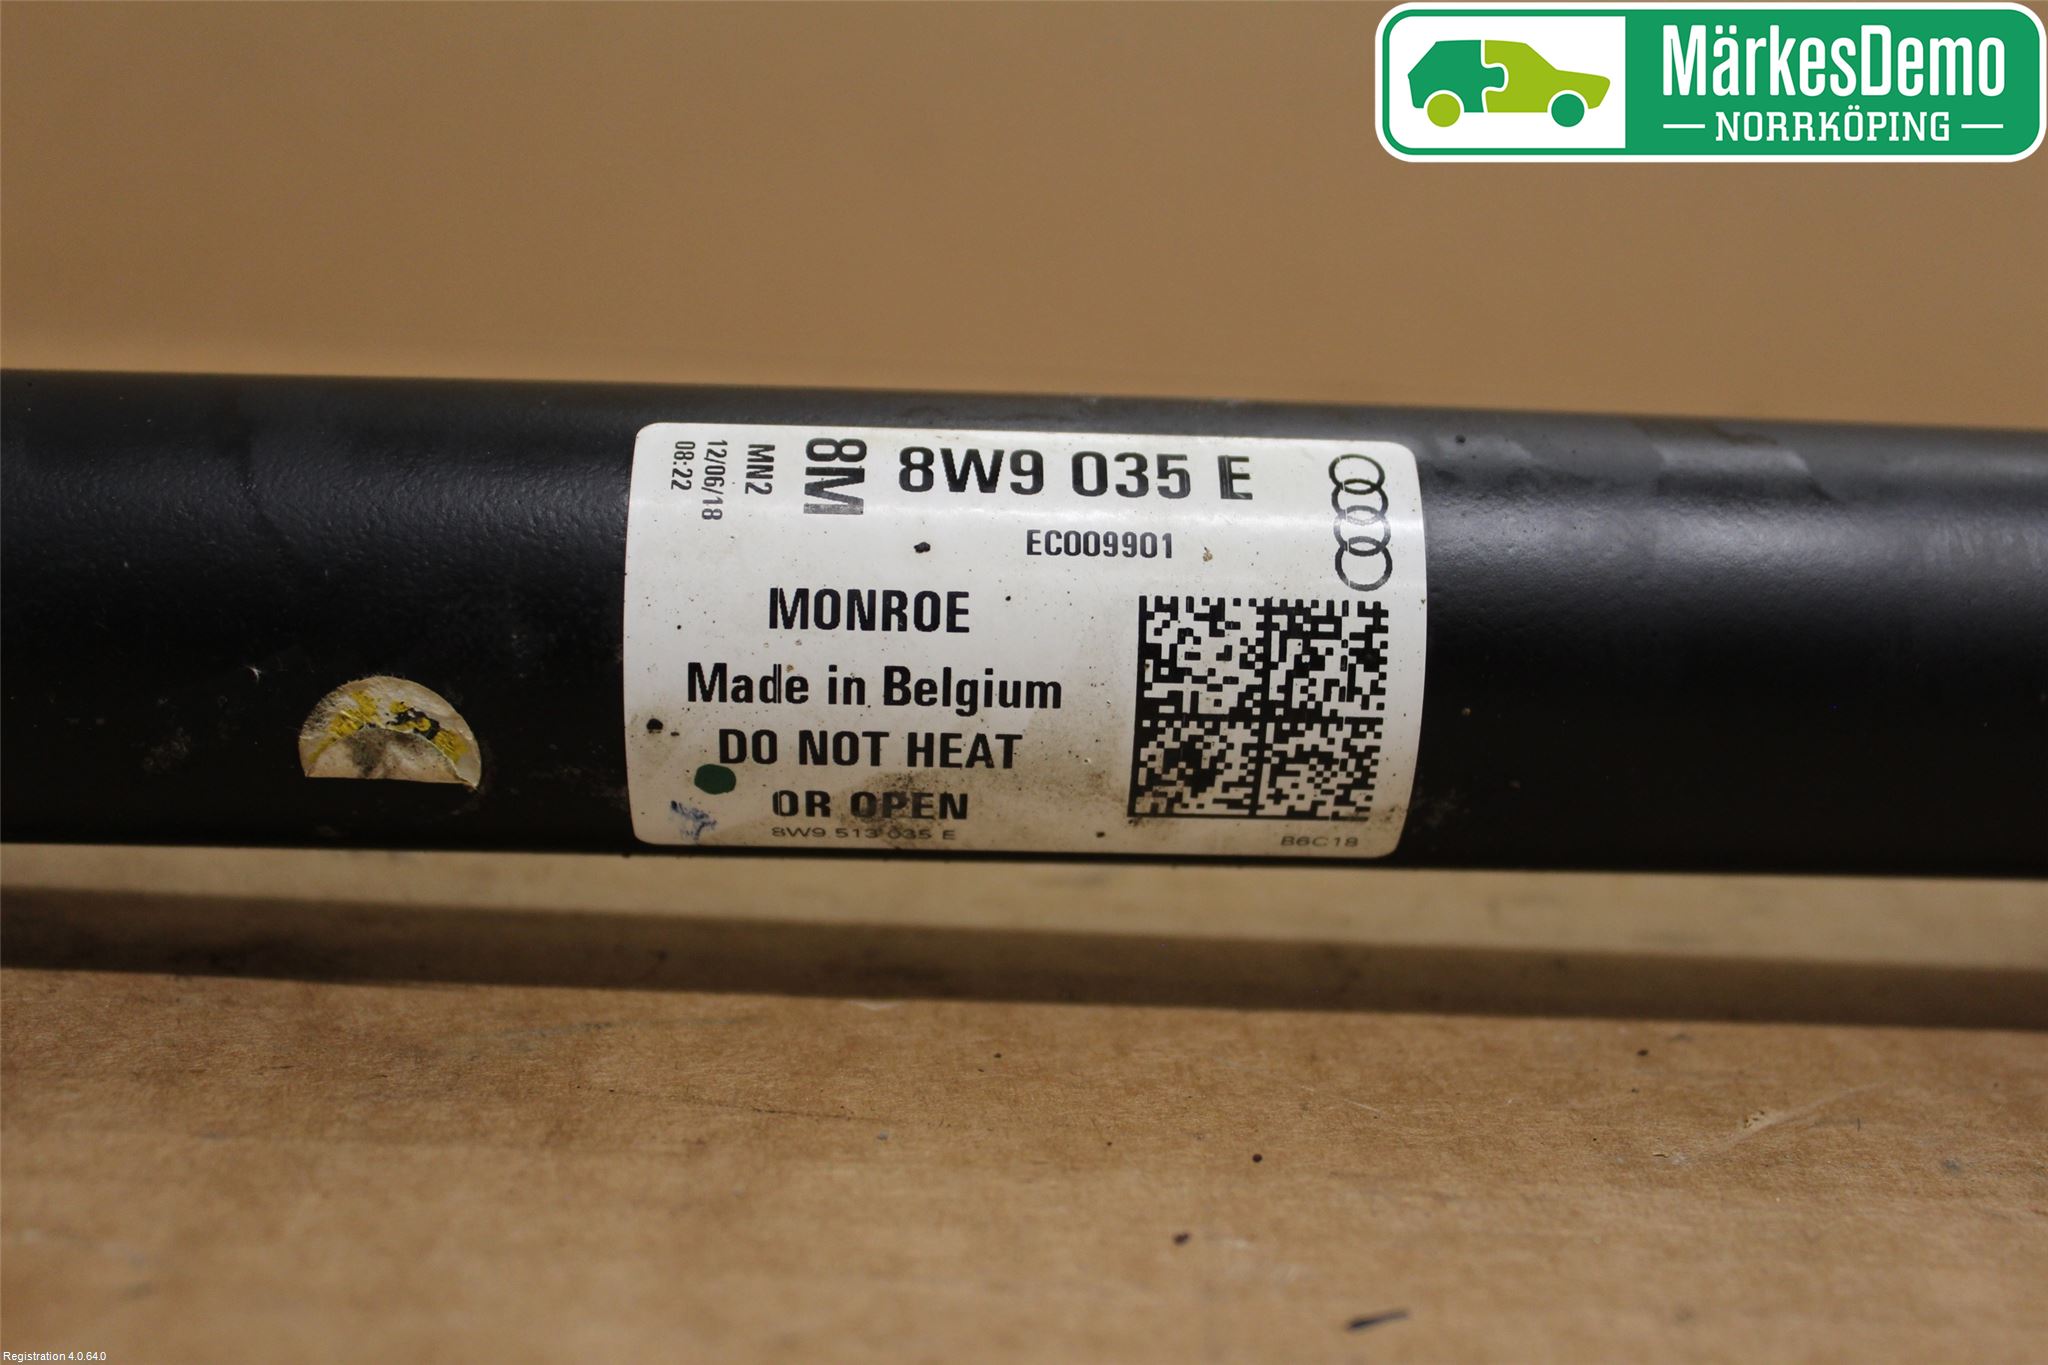 MärkesDemo
NORRKÖPING
8W9 035 E
8M
MN2
12/06/18
08:22
EC009901
MONROE
Made in Belgium
DO NOT HEAT
OR OPEN
8W9 513 035 E
B6C18
Registration 4.0.64.0